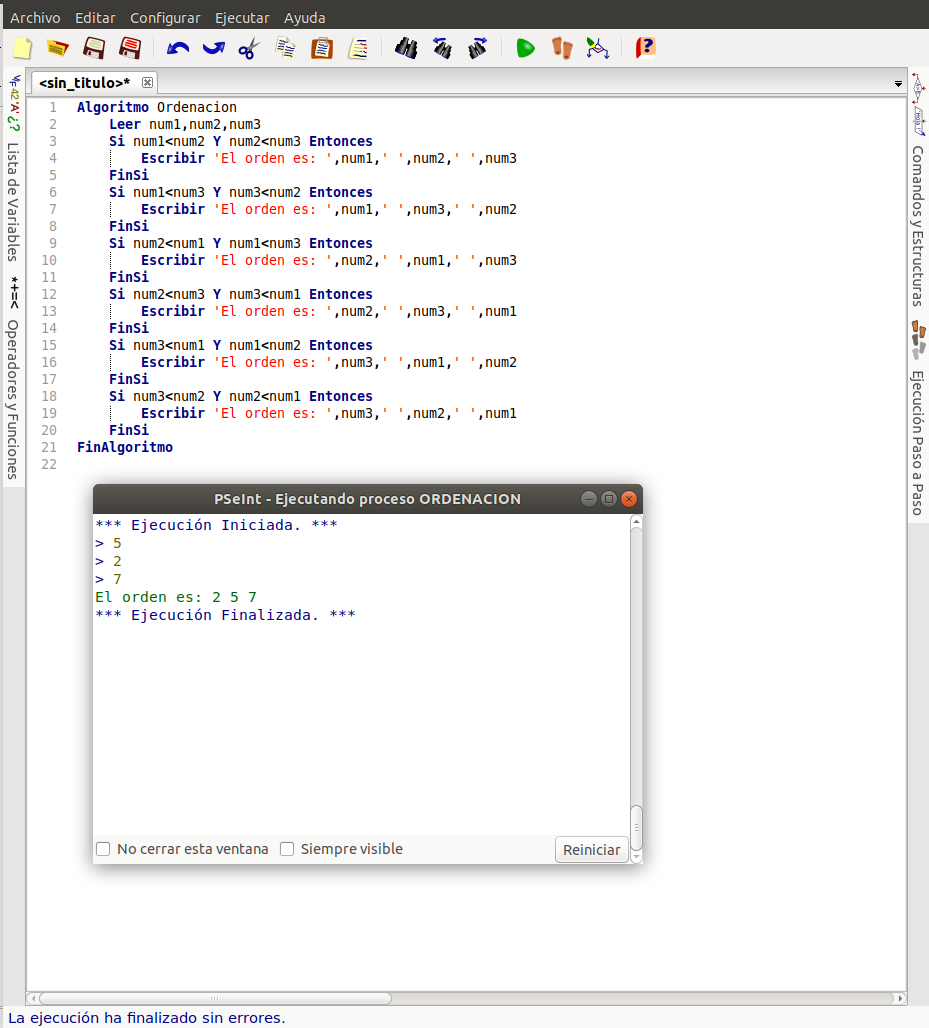 Archivo Editar Configurar Ejecutar Ayuda
<sin_titulo>*
1 Algoritmo Ordenacion
2 Leer num1,num2,num3
3 Si num1<num2 Y num2<num3 Entonces
4 Escribir 'El orden es: ',num1,' ',num2,' ',num3
5 FinSi
6 Si num1<num3 Y num3<num2 Entonces
7 Escribir 'El orden es: ',num1,' ',num3,' ',num2
8 FinSi
9 Si num2<num1 Y num1<num3 Entonces
10 Escribir 'El orden es: ',num2,' ',num1,' ',num3
11 FinSi
12 Si num2<num3 Y num3<num1 Entonces
13 Escribir 'El orden es: ',num2,' ',num3,' ',num1
14 FinSi
15 Si num3<num1 Y num1<num2 Entonces
16 Escribir 'El orden es: ',num3,' ',num1, ' ',num2
17 FinSi
18 Si num3<num2 Y num2<num1 Entonces
19 Escribir 'El orden es: ',num3,' ',num2,' ',num1
20 FinSi
21 FinAlgoritmo
22
Lista de Variables
*+=<
Operadores y Funciones
Comandos y Estructuras
Ejecución Paso a Paso
PSeInt - Ejecutando proceso ORDENACION
*** Ejecución Iniciada. ***
> 5
> 2
> 7
El orden es: 2 5 7
*** Ejecución Finalizada. ***
No cerrar esta ventana Siempre visible Reiniciar
La ejecución ha finalizado sin errores.